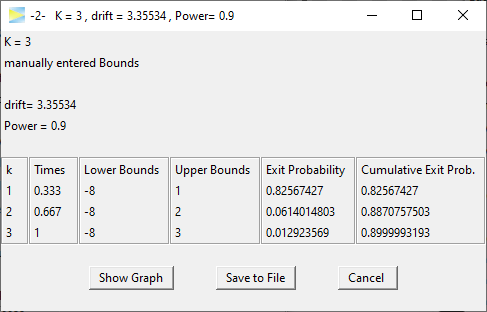 -2-   K = 3 , drift = 3.35534 , Power= 0.9
K = 3
manually entered Bounds
drift= 3.35534
Power = 0.9
k Times Lower Bounds Upper Bounds Exit Probability Cumulative Exit Prob.
1 0.333 -8 1 0.82567427 0.82567427
2 0.667 -8 2 0.0614014803 0.8870757503
3 1 -8 3 0.012923569 0.8999993193
Show Graph Save to File Cancel